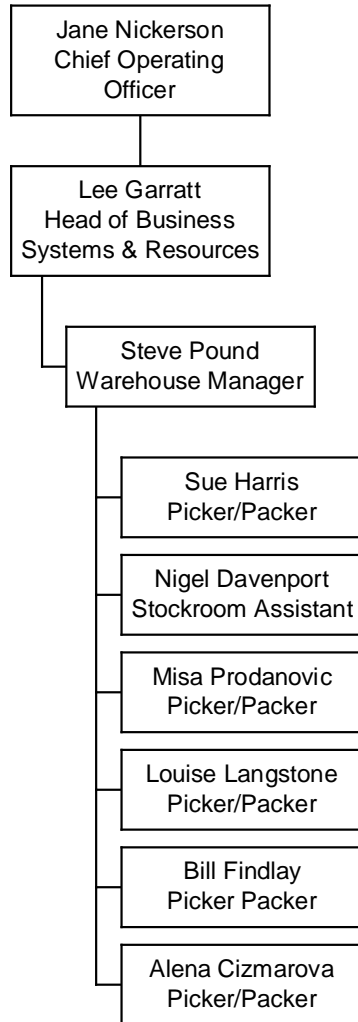 Jane Nickerson
Chief Operating
Officer
Lee Garratt
Head of Business
Systems & Resources
Steve Pound
Warehouse Manager
Sue Harris
Picker/Packer
Nigel Davenport
Stockroom Assistant
Misa Prodanovic
Picker/Packer
Louise Langstone
Picker/Packer
Bill Findlay
Picker Packer
Alena Cizmarova
Picker/Packer